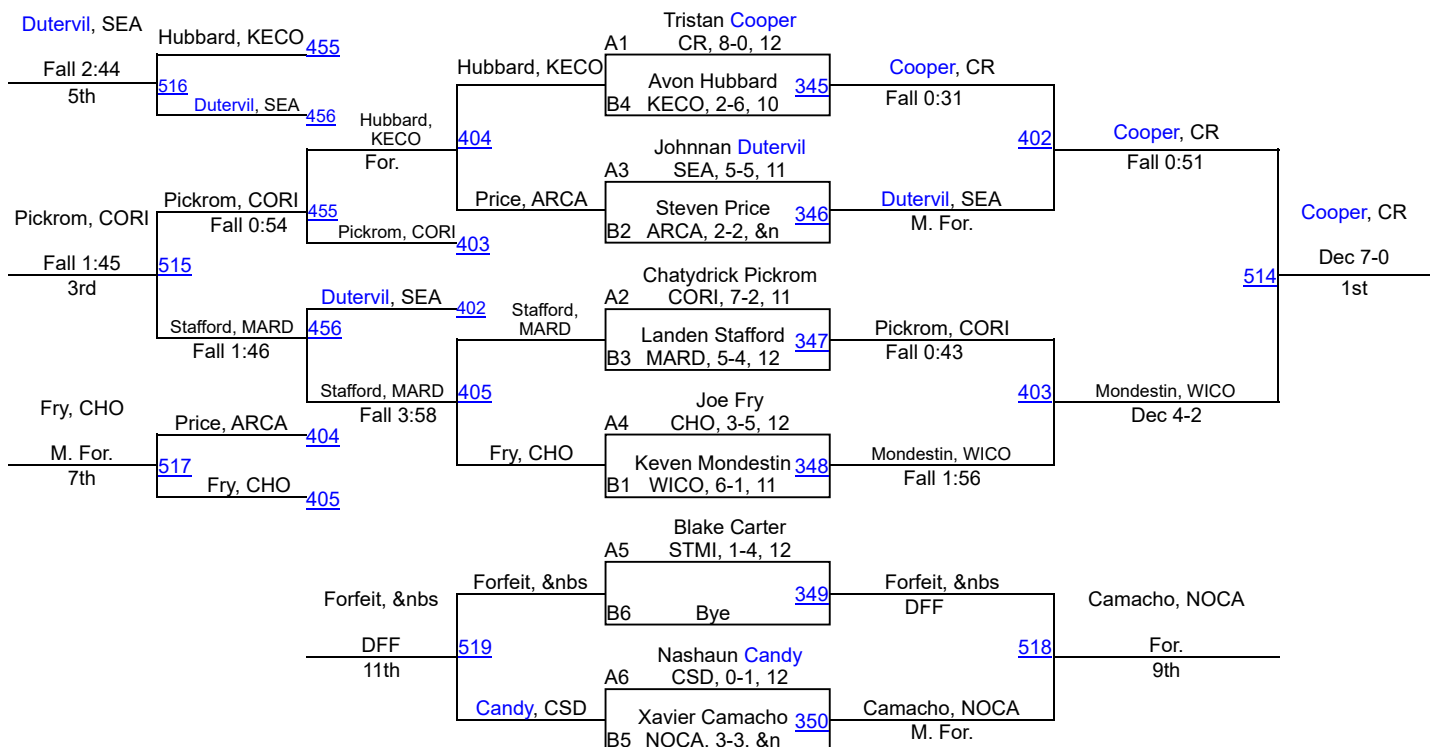 Dutervil, SEA
Fall 2:44
5th
Hubbard, KECO
455
516
Dutervil, SEA
456
Pickrom, CORI
Fall 1:45
3rd
Pickrom, CORI
Fall 0:54
515
Stafford, MARD
Fall 1:46
Hubbard,
KECO
For.
455
Pickrom, CORI
403
Dutervil, SEA
402
456
Stafford, MARD
Fall 3:58
Fry, CHO
M. For.
7th
Price, ARCA
404
517
Fry, CHO
405
Hubbard, KECO
404
Price, ARCA
Stafford,
MARD
405
Fry, CHO
Tristan Cooper
A1 CR, 8-0, 12
Avon Hubbard
345
B4 KECO, 2-6, 10
Johnnan Dutervil
A3 SEA, 5-5, 11
Steven Price
346
B2 ARCA, 2-2, &n
Chatydrick Pickrom
A2 CORI, 7-2, 11
Landen Stafford
347
B3 MARD, 5-4, 12
Joe Fry
A4 CHO, 3-5, 12
Keven Mondestin
348
B1 WICO, 6-1, 11
Cooper, CR
Fall 0:31
402
Dutervil, SEA
M. For.
Pickrom, CORI
Fall 0:43
403
Mondestin, WICO
Fall 1:56
Cooper, CR
Fall 0:51
514
Mondestin, WICO
Dec 4-2
Cooper, CR
Dec 7-0
1st
Forfeit, &nbs
DFF
11th
Forfeit, &nbs
519
Candy, CSD
Blake Carter
A5 STMI, 1-4, 12
349
B6 Bye
Nashaun Candy
A6 CSD, 0-1, 12
Xavier Camacho
350
B5 NOCA, 3-3, &n
Forfeit, &nbs
DFF
518
Camacho, NOCA
M. For.
Camacho, NOCA
For.
9th